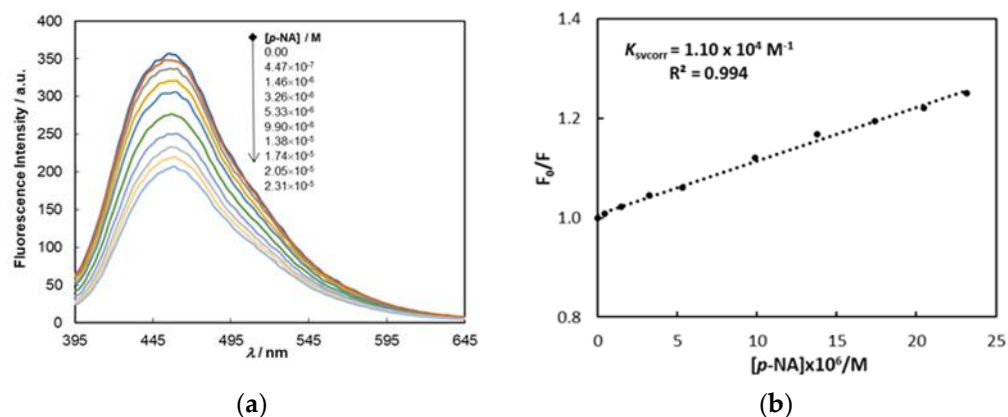 400
350
300
250
200
150
100
50
0
Fluorescence Intensity / a.u.
[p-NA] / M
0.00
4.47×10⁻⁷
1.46×10⁻⁶
3.26×10⁻⁶
5.33×10⁻⁶
9.90×10⁻⁶
1.38×10⁻⁵
1.74×10⁻⁵
2.05×10⁻⁵
2.31×10⁻⁵
395 445 495 545 595 645
λ / nm
(a)
1.4
1.2
1.0
0.8
F₀/F
Ksvcorr = 1.10 x 10⁴ M⁻¹
R² = 0.994
0 5 10 15 20 25
[p-NA]x10⁶/M
(b)